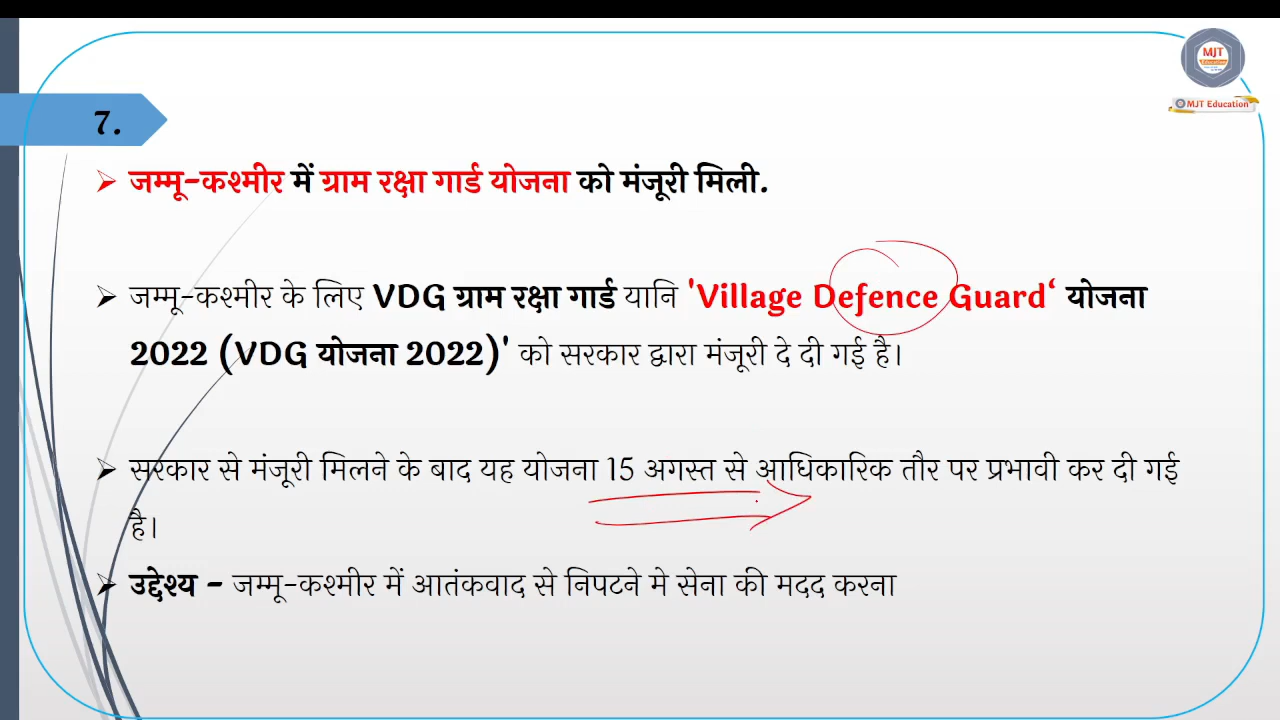 MJT
Education
MJT Education
7.
जम्मू-कश्मीर में ग्राम रक्षा गार्ड योजना को मंजूरी मिली.
जम्मू-कश्मीर के लिए VDG ग्राम रक्षा गार्ड यानि 'Village Defence Guard‘ योजना
2022 (VDG योजना 2022)' को सरकार द्वारा मंजूरी दे दी गई है।
सरकार से मंजूरी मिलने के बाद यह योजना 15 अगस्त से आधिकारिक तौर पर प्रभावी कर दी गई
है।
उद्देश्य – जम्मू-कश्मीर में आतंकवाद से निपटने मे सेना की मदद करना